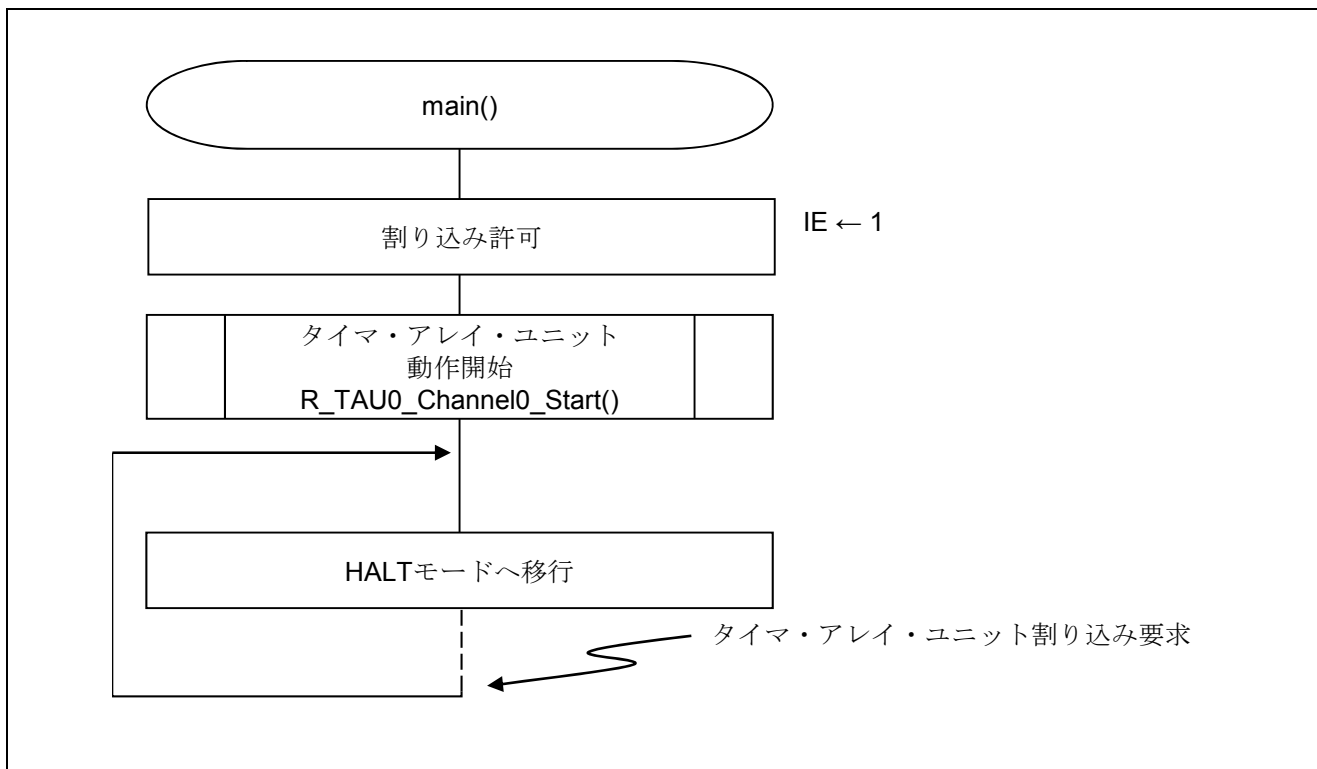 main()
割り込み許可
IE ← 1
タイマ・アレイ・ユニット
動作開始
R_TAU0_Channel0_Start()
HALTモードへ移行
タイマ・アレイ・ユニット割り込み要求